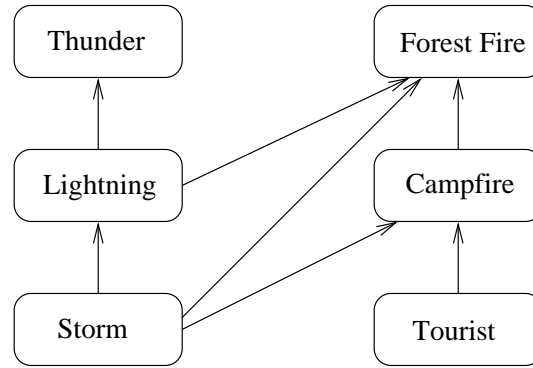 Thunder
Forest Fire
Lightning
Campfire
Storm
Tourist